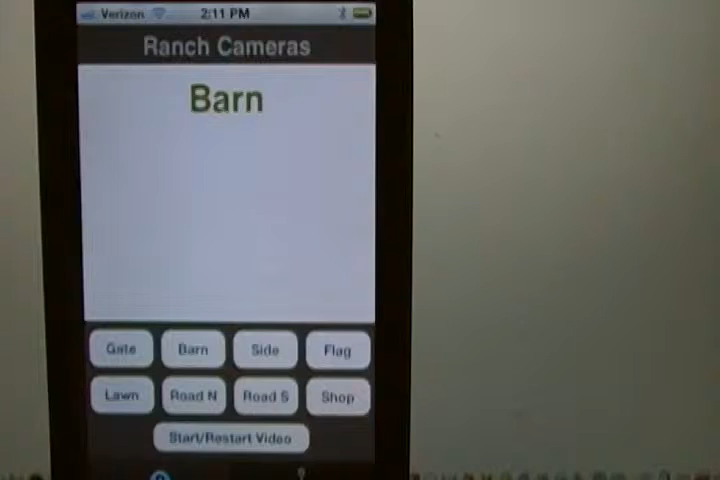 Verizon 2:11 PM
Ranch Cameras
Barn
Gate Barn Side Flag
Lawn Road N Road S Shop
Start/Restart Video